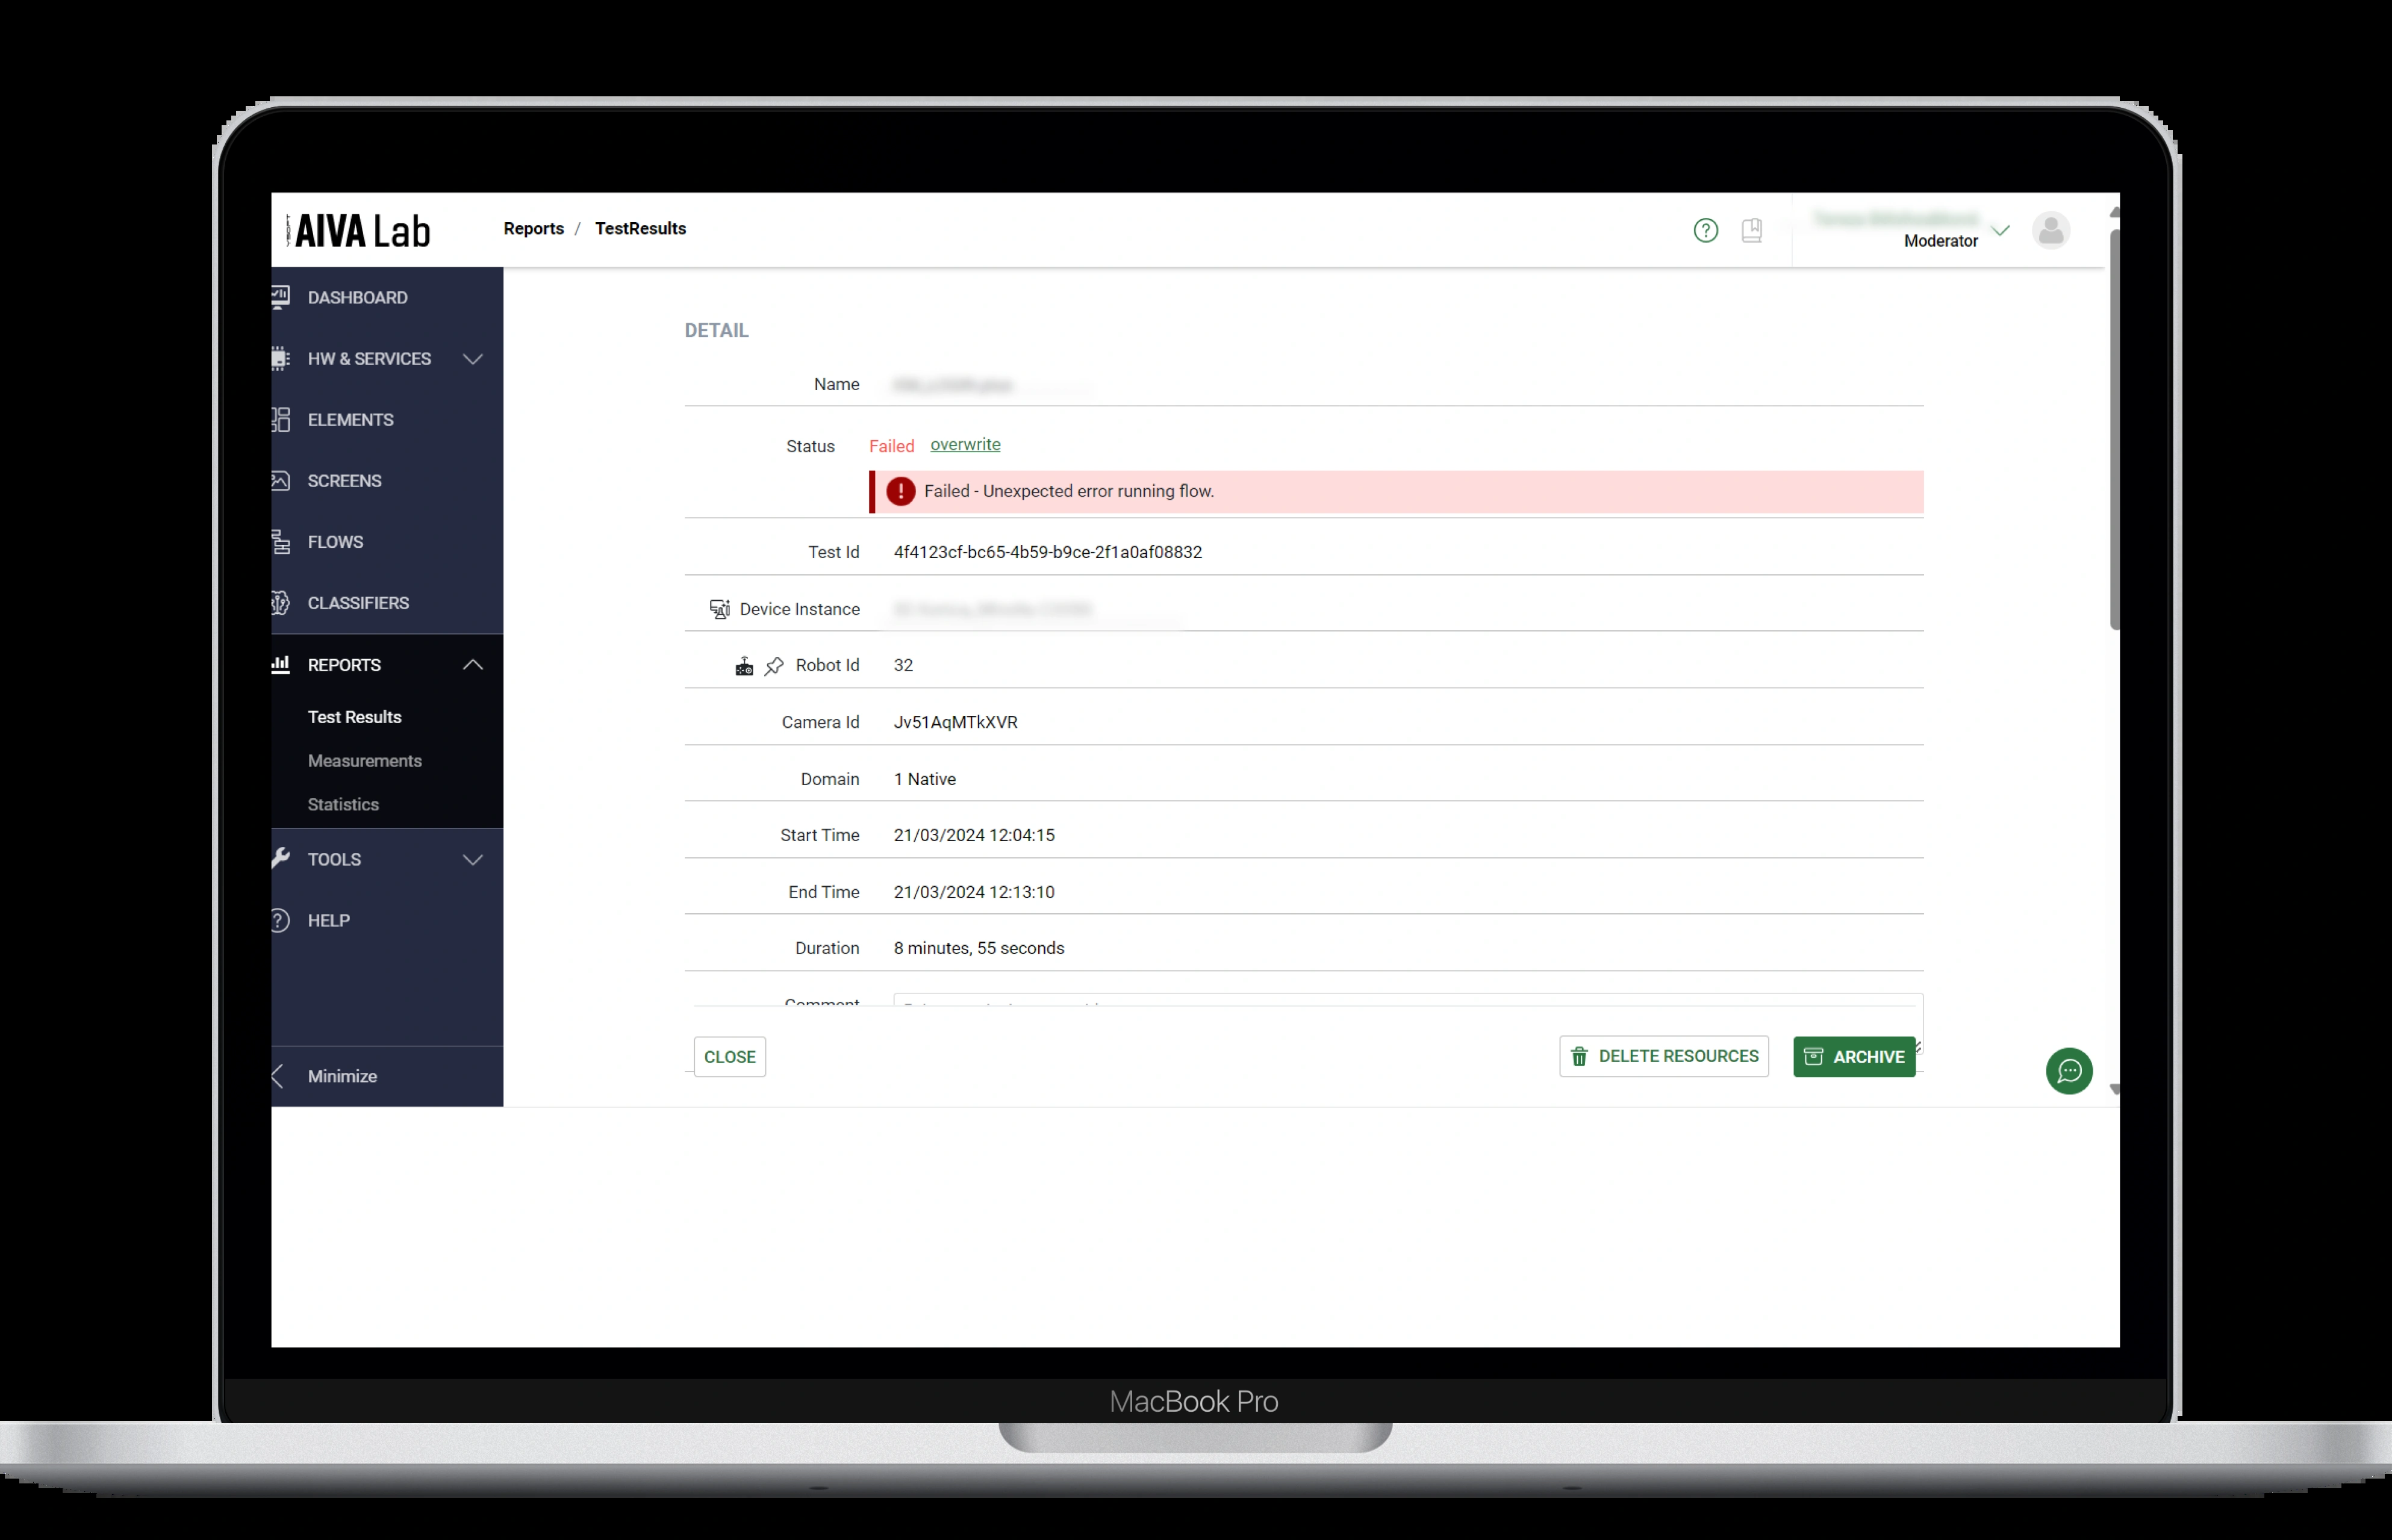 AIVA Lab
Reports / TestResults
Moderator
DASHBOARD
HW & SERVICES
ELEMENTS
SCREENS
FLOWS
CLASSIFIERS
REPORTS
Test Results
Measurements
Statistics
TOOLS
HELP
Minimize
DETAIL
Name
Status Failed overwrite
! Failed - Unexpected error running flow.
Test Id 4f4123cf-bc65-4b59-b9ce-2f1a0af08832
Device Instance
Robot Id 32
Camera Id Jv51AqMTkXVR
Domain 1 Native
Start Time 21/03/2024 12:04:15
End Time 21/03/2024 12:13:10
Duration 8 minutes, 55 seconds
Comment
CLOSE
DELETE RESOURCES
ARCHIVE
MacBook Pro